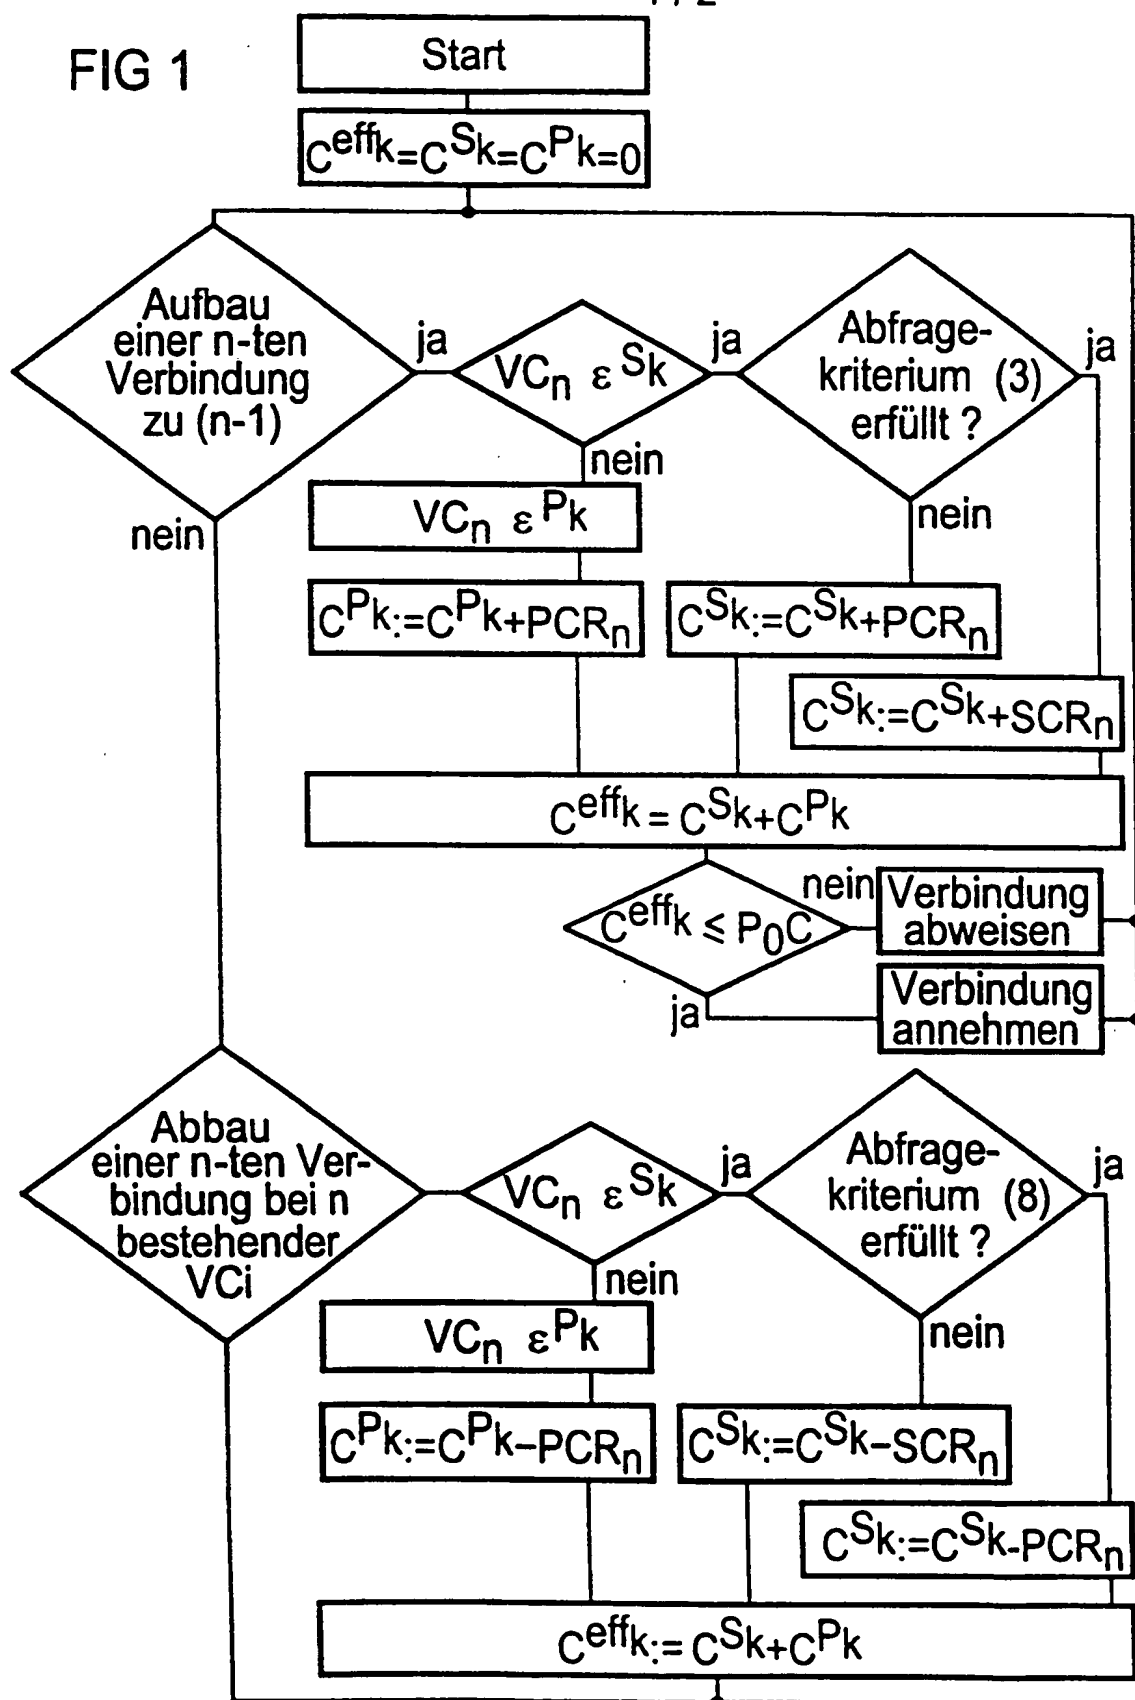 FIG 1
Start
C^eff k=C^S k=C^P k=0
Aufbau
einer n-ten
Verbindung
zu (n-1)
ja
VC_n ε S_k
ja
Abfrage-
kriterium (3)
erfüllt ?
ja
nein
nein
nein
VC_n ε P_k
C^P k:=C^P k+PCR_n
C^S k:=C^S k+PCR_n
C^S k:=C^S k+SCR_n
C^eff k = C^S k+C^P k
C^eff k ≤ P_0C
nein
Verbindung
abweisen
ja
Verbindung
annehmen
Abbau
einer n-ten Ver-
bindung bei n
bestehender
VCi
VC_n ε S_k
ja
Abfrage-
kriterium (8)
erfüllt ?
ja
nein
nein
VC_n ε P_k
C^P k:=C^P k–PCR_n
C^S k:=C^S k–SCR_n
C^S k:=C^S k-PCR_n
C^eff k:= C^S k+C^P k